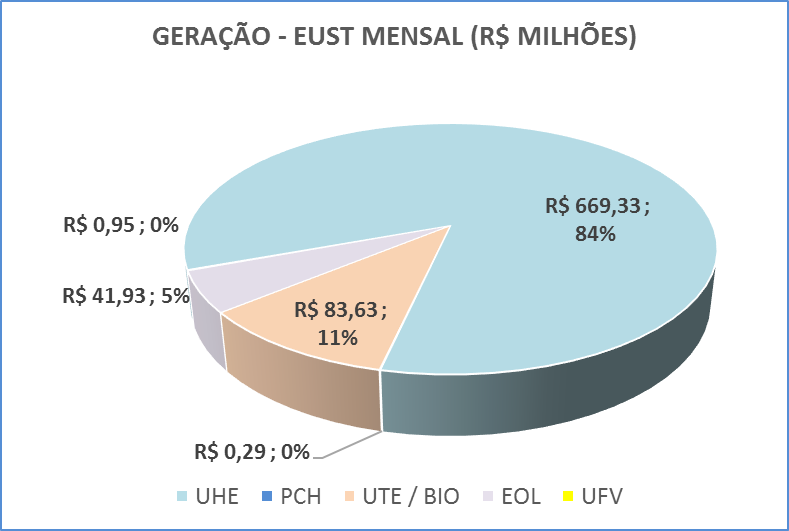 GERAÇÃO - EUST MENSAL (R$ MILHÕES)
R$ 669,33 ;
84%
R$ 0,95 ; 0%
R$ 41,93 ; 5%
R$ 83,63 ;
11%
R$ 0,29 ; 0%
UHE PCH UTE / BIO EOL UFV